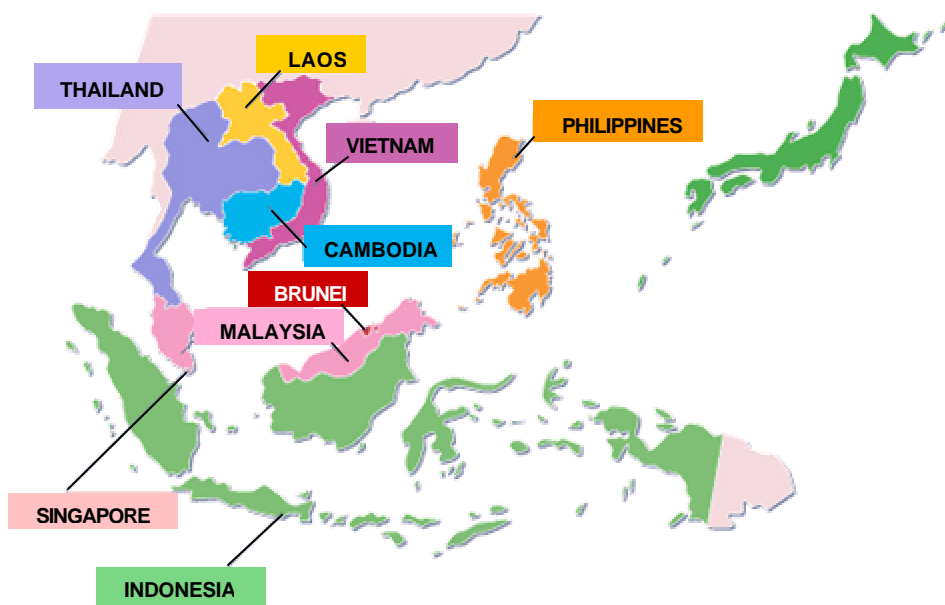 LAOS
THAILAND
PHILIPPINES
VIETNAM
CAMBODIA
BRUNEI
MALAYSIA
SINGAPORE
INDONESIA